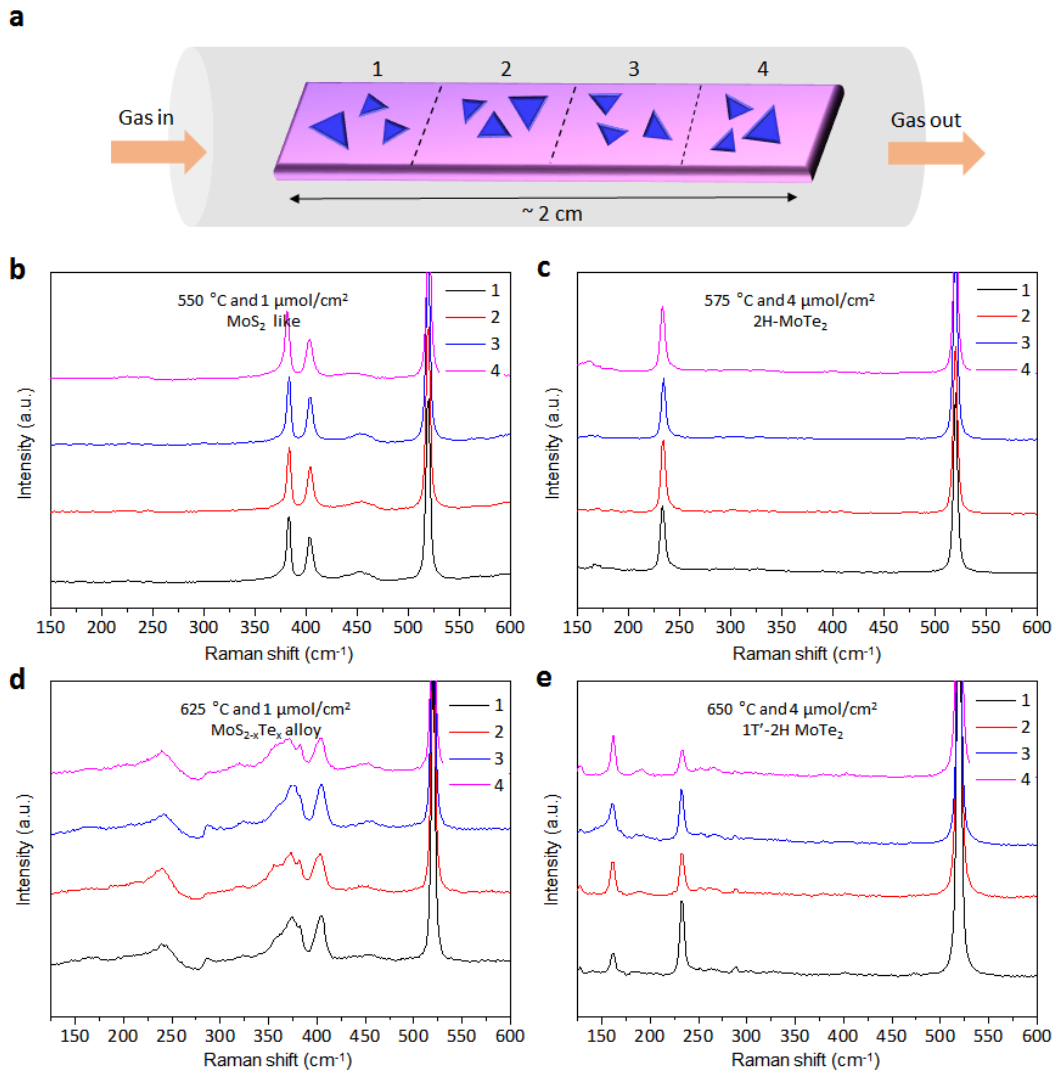 a
1 2 3 4
Gas in
Gas out
~ 2 cm
b
550 °C and 1 μmol/cm²
MoS₂ like
1
2
3
4
Intensity (a.u.)
150 200 250 300 350 400 450 500 550 600
Raman shift (cm⁻¹)
c
575 °C and 4 μmol/cm²
2H-MoTe₂
1
2
3
4
Intensity (a.u.)
150 200 250 300 350 400 450 500 550 600
Raman shift (cm⁻¹)
d
625 °C and 1 μmol/cm²
MoS₂₋ₓTeₓ alloy
1
2
3
4
Intensity (a.u.)
150 200 250 300 350 400 450 500 550 600
Raman shift (cm⁻¹)
e
650 °C and 4 μmol/cm²
1T′-2H MoTe₂
1
2
3
4
Intensity (a.u.)
150 200 250 300 350 400 450 500 550 600
Raman shift (cm⁻¹)